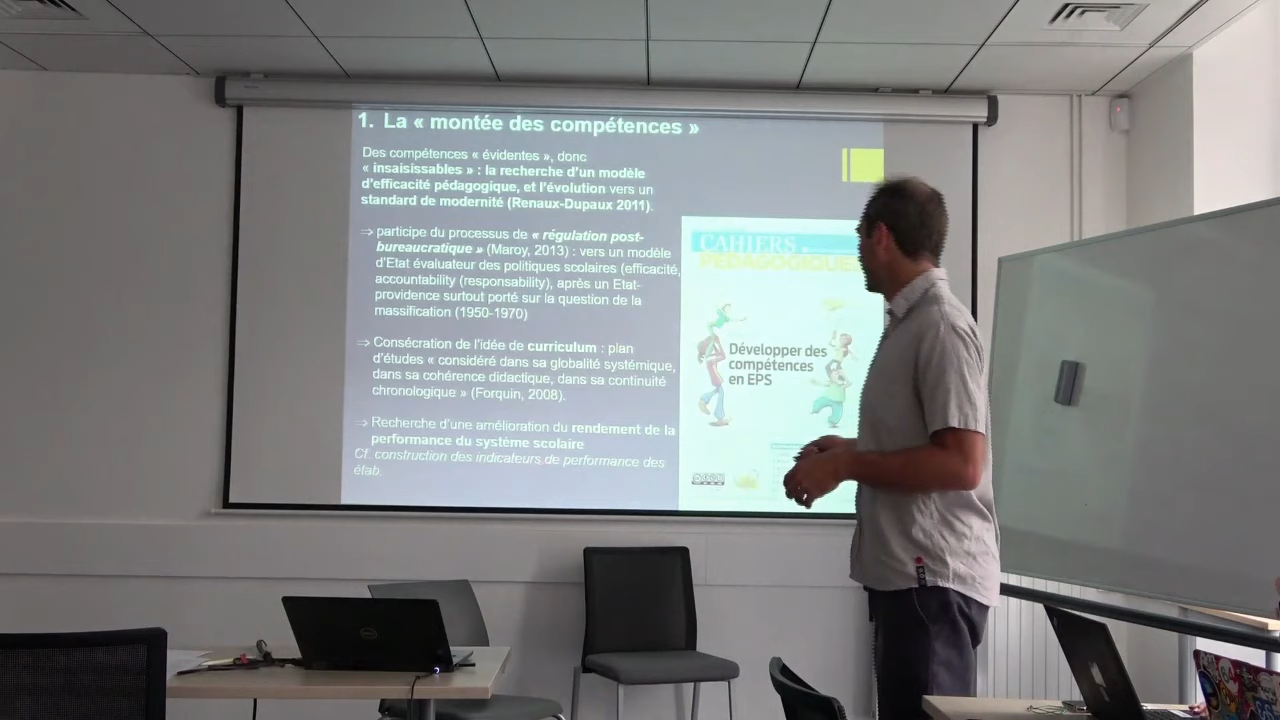 1. La « montée des compétences »
Des compétences « évidentes », donc
« insaisissables » : la recherche d'un modèle
d'efficacité pédagogique, et l'évolution vers un
standard de modernité (Renaux-Dupaux 2011).
⇒ participe du processus de « régulation post-
bureaucratique » (Maroy, 2013) : vers un modèle
d'Etat évaluateur des politiques scolaires (efficacité,
accountability (responsability), après un Etat-
providence surtout porté sur la question de la
massification (1950-1970)
⇒ Consécration de l'idée de curriculum : plan
d'études « considéré dans sa globalité systémique,
dans sa cohérence didactique, dans sa continuité
chronologique » (Forquin, 2008).
⇒ Recherche d'une amélioration du rendement de la
performance du système scolaire
Cf. construction des indicateurs de performance des
étab.
CAHIERS
PÉDAGOGIQUES
Développer des
compétences
en EPS
DELL